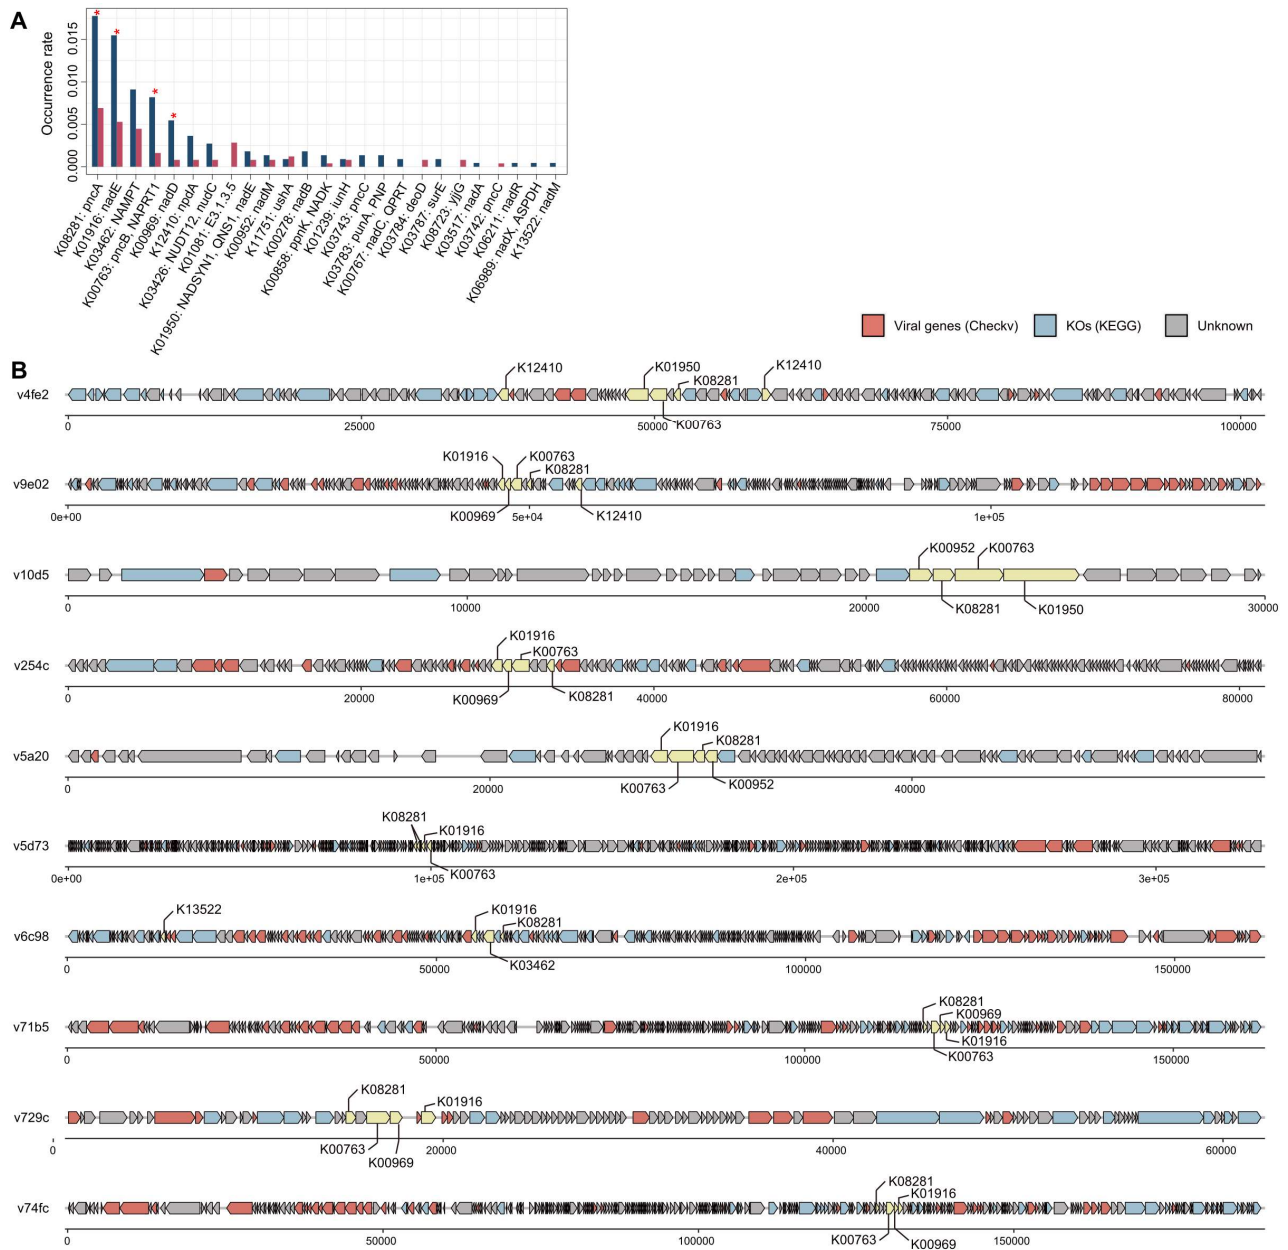 A
Occurrence rate
0.015
0.010
0.005
0.000
K08281: pncA
K01916: nadE
K03462: NAMPT
K00763: pncB, NAPRT1
K00969: nadD
K12410: npdA
K03426: NUDT12, nudC
K01081: E3.1.3.5
K01950: NADSYN1, QNS1, nadE
K00952: nadM
K11751: ushA
K00278: nadB
K00858: ppnK, NADK
K01239: iunH
K03743: pncC
K03783: punA, PNP
K00767: nadC, QPRT
K03784: deoD
K03787: surE
K08723: yjjG
K03517: nadA
K03742: pncC
K06211: nadR
K06989: nadX, ASPDH
K13522: nadM
Viral genes (Checkv) KOs (KEGG) Unknown
B
K12410 K01950 K08281 K12410
v4fe2
0 25000 50000 K00763 75000 100000
K01916 K00763 K08281
v9e02
0e+00 K00969 5e+04 K12410 1e+05
K00952 K00763
v10d5
0 10000 20000 K08281 K01950 30000
K01916 K00763
v254c
0 20000 K00969 K08281 40000 60000 80000
K01916 K08281
v5a20
0 20000 K00763 K00952 40000
K08281 K01916
v5d73
0e+00 1e+05 K00763 2e+05 3e+05
K13522 K01916 K08281
v6c98
0 50000 K03462 100000 150000
K08281 K00969
v71b5
K01916
0 50000 100000 K00763 150000
K08281 K01916
v729c
0 K00763 K00969 20000 40000 60000
K08281 K01916
v74fc
0 50000 100000 K00763 K00969 150000